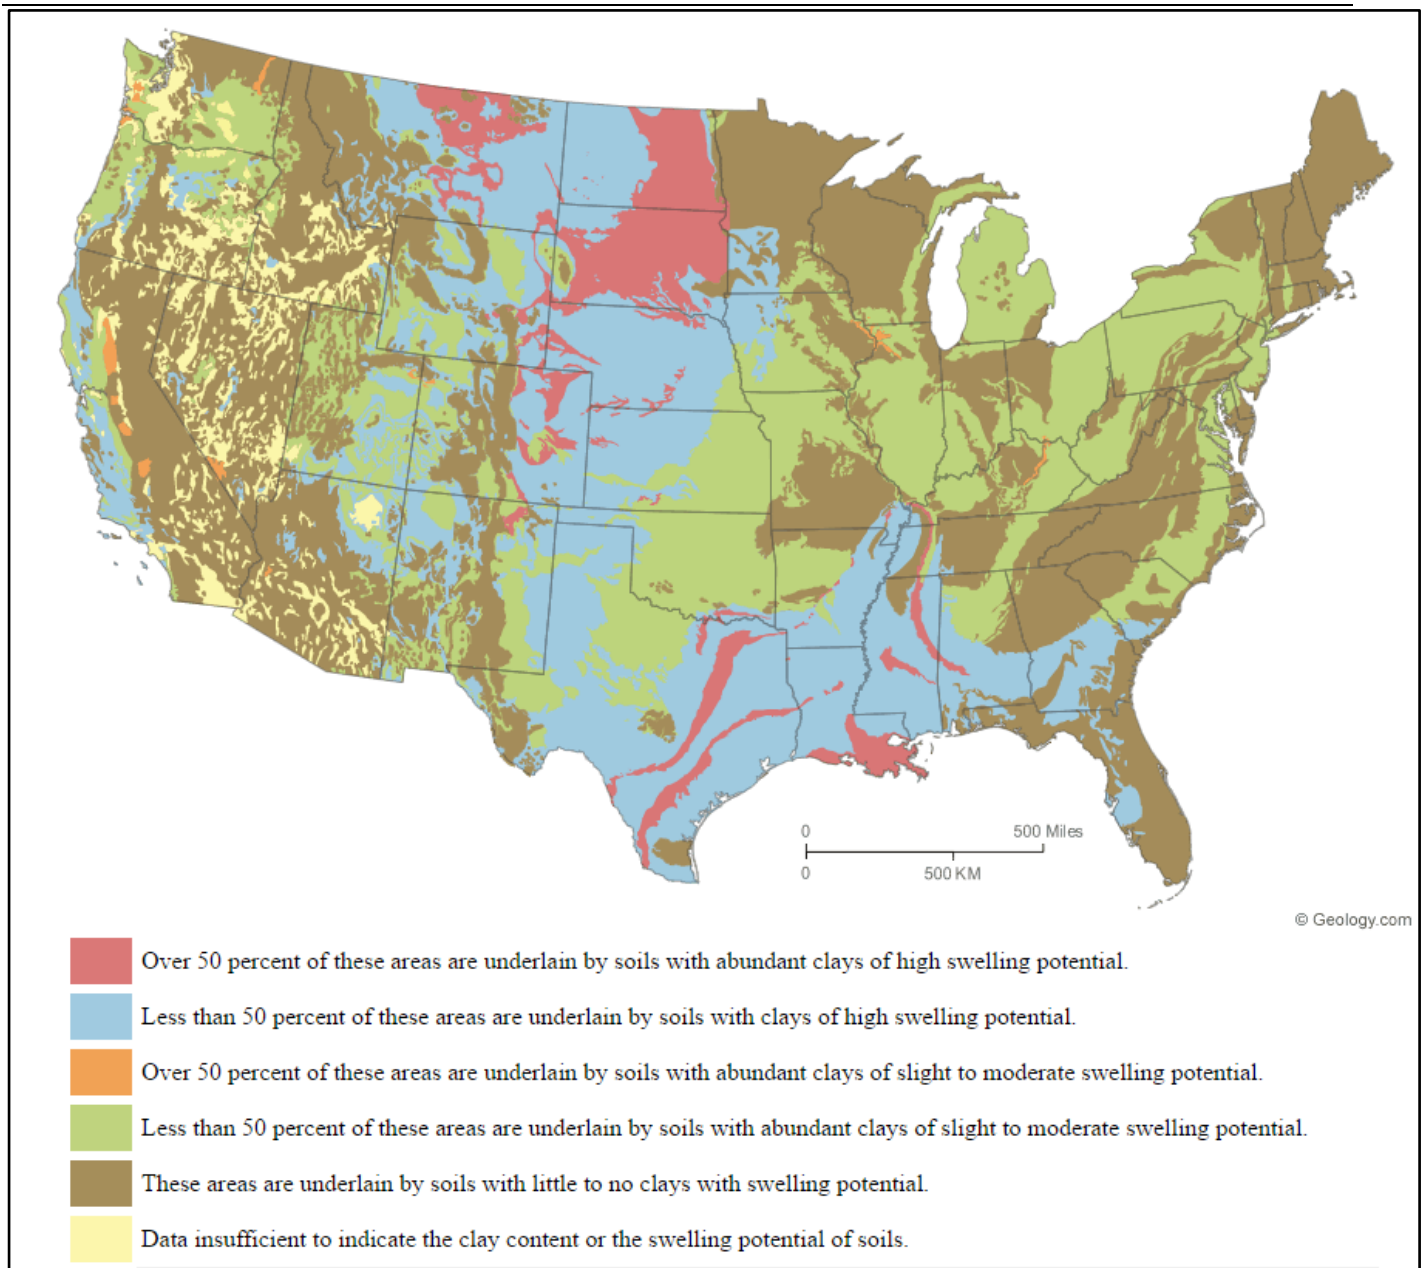 0 500 Miles
0 500 KM
© Geology.com
Over 50 percent of these areas are underlain by soils with abundant clays of high swelling potential.
Less than 50 percent of these areas are underlain by soils with clays of high swelling potential.
Over 50 percent of these areas are underlain by soils with abundant clays of slight to moderate swelling potential.
Less than 50 percent of these areas are underlain by soils with abundant clays of slight to moderate swelling potential.
These areas are underlain by soils with little to no clays with swelling potential.
Data insufficient to indicate the clay content or the swelling potential of soils.